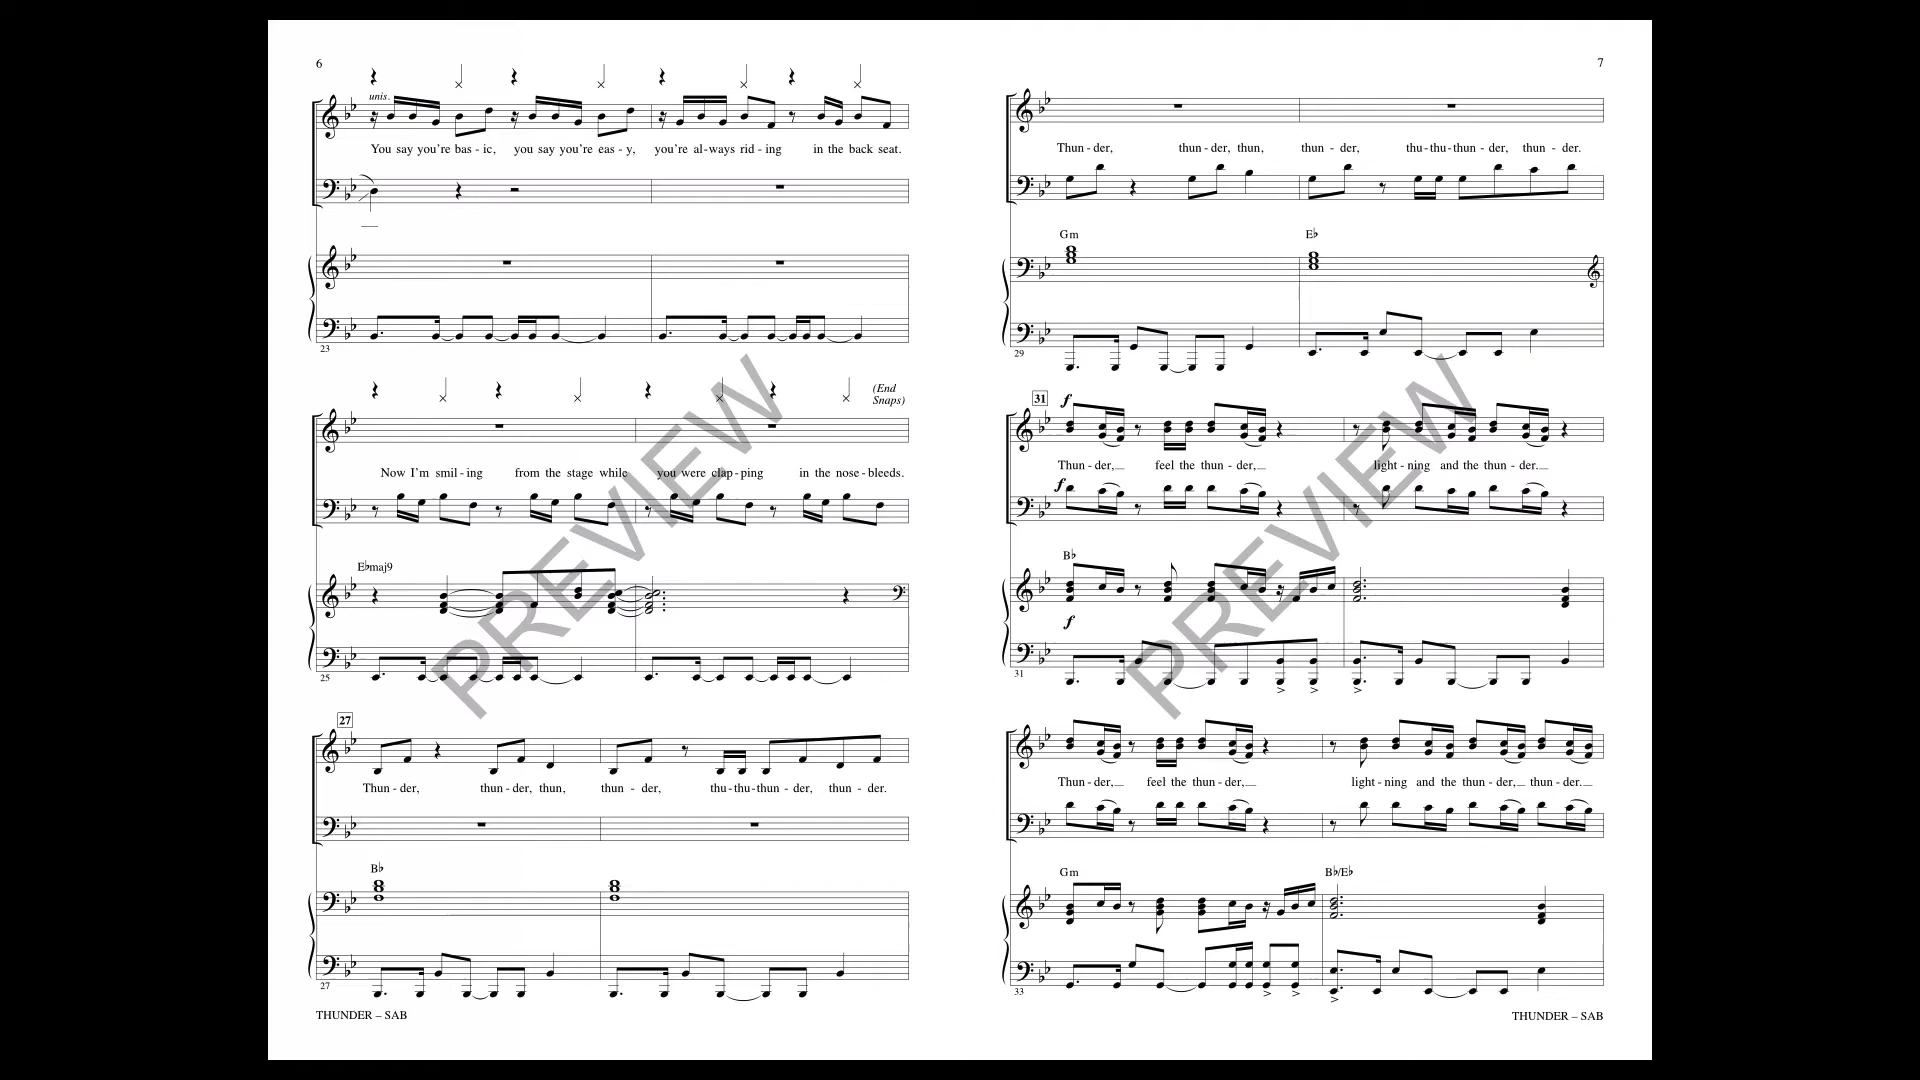 6
unis.
You say you're bas - ic, you say you're eas - y, you're al - ways rid - ing in the back seat.
23
(End
Snaps)
Now I'm smil - ing from the stage while you were clap - ping in the nose - bleeds.
E♭maj9
25
27
Thun - der, thun - der, thun, thun - der, thu - thu - thun - der, thun - der.
B♭
27
THUNDER – SAB
PREVIEW
7
Thun - der, thun - der, thun, thun - der, thu - thu - thun - der, thun - der.
Gm E♭
29
31 f
Thun - der, feel the thun - der, light - ning and the thun - der.
f
B♭
f
31
Thun - der, feel the thun - der, light - ning and the thun - der, thun - der.
Gm B♭/E♭
33
THUNDER – SAB
PREVIEW